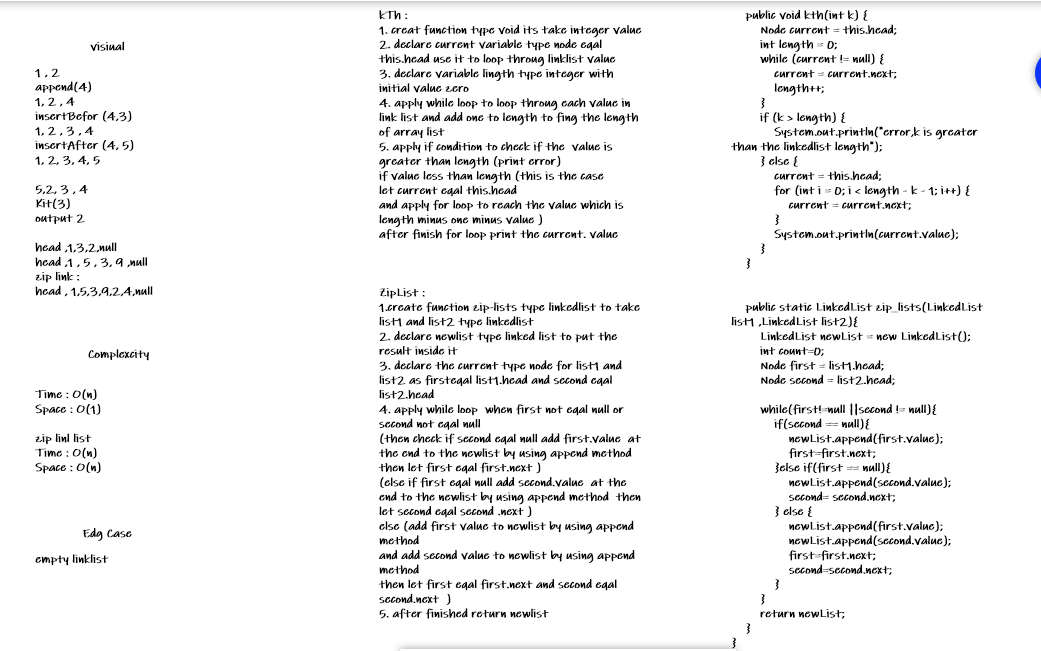 visiual
1 , 2
append(4)
1, 2 , 4
insertBefor (4,3)
1, 2 , 3 , 4
insertAfter (4, 5)
1, 2, 3, 4, 5
5,2, 3 , 4
Kit(3)
output 2
head ,1,3,2,null
head ,1 , 5 , 3, 9 ,null
zip link :
head , 1,5,3,9,2,4,null
Complexcity
Time : O(n)
Space : O(1)
zip linl list
Time : O(n)
Space : O(n)
Edg Case
empty linklist
kTh :
1. creat function type void its take integer value
2. declare current variable type node eqal
this.head use it to loop throug linklist value
3. declare variable lingth type integer with
initial value zero
4. apply while loop to loop throug each value in
link list and add one to length to fing the length
of array list
5. apply if condition to check if the value is
greater than length (print error)
if value less than length (this is the case
let current eqal this.head
and apply for loop to reach the value which is
length minus one minus value )
after finish for loop print the current. value
ZipList :
1.create function zip-lists type linkedlist to take
list1 and list2 type linkedlist
2. declare newlist type linked list to put the
result inside it
3. declare the current type node for list1 and
list2 as firsteqal list1.head and second eqal
list2.head
4. apply while loop when first not eqal null or
second not eqal null
(then check if second eqal null add first.value at
the end to the newlist by using append method
then let first eqal first.next )
(else if first eqal null add second.value at the
end to the newlist by using append method then
let second eqal second .next )
else (add first value to newlist by using append
method
and add second value to newlist by using append
method
then let first eqal first.next and second eqal
second.next )
5. after finished return newlist
public void kth(int k) {
Node current = this.head;
int length = 0;
while (current != null) {
current = current.next;
length++;
}
if (k > length) {
System.out.println("error,k is greater
than the linkedlist length");
} else {
current = this.head;
for (int i = 0; i < length - k - 1; i++) {
current = current.next;
}
System.out.println(current.value);
}
}
public static LinkedList zip_lists(LinkedList
list1 ,LinkedList list2){
LinkedList newList = new LinkedList();
int count=0;
Node first = list1.head;
Node second = list2.head;
while(first!=null ||second != null){
if(second == null){
newList.append(first.value);
first=first.next;
}else if(first == null){
newList.append(second.value);
second= second.next;
} else {
newList.append(first.value);
newList.append(second.value);
first=first.next;
second=second.next;
}
}
return newList;
}
}